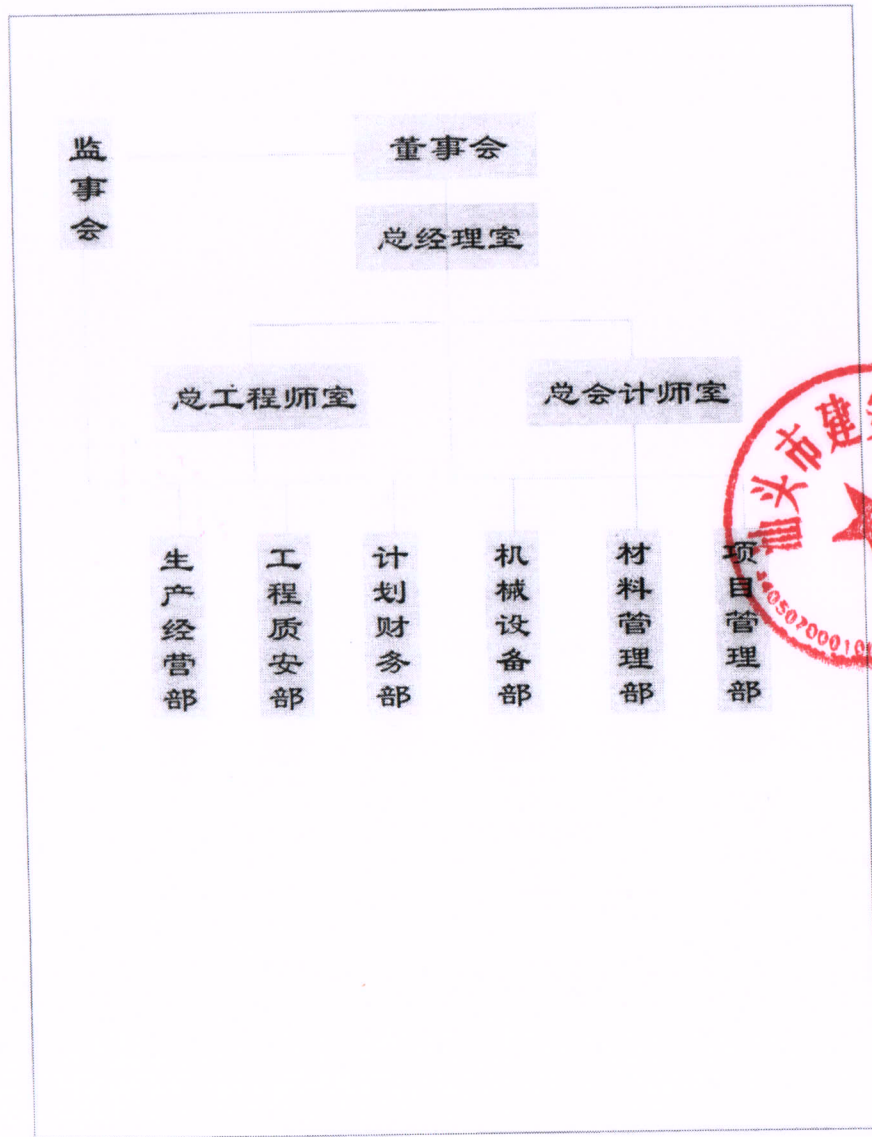 监事会
董事会
总经理室
总工程师室
总会计师室
生产经营部
工程质安部
计划财务部
机械设备部
材料管理部
项目管理部
汕头市建